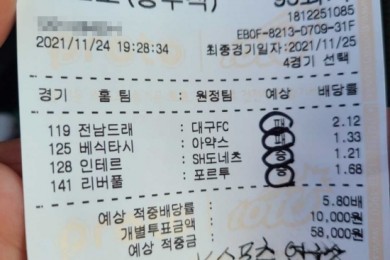 1812251085
2021/11/24 19:28:34 EB0F-8213-0709-31F
최종경기일자:2021/11/25
4경기 선택
경기 홈 팀 : 원정팀 예상 배당률
119 전남드래 : 대구FC 패 2.12
125 베식타시 : 아약스 패 1.33
128 인테르 : SH도네츠 승 1.21
141 리버풀 : 포르투 승 1.68
예상 적중배당률 5.80배
개별투표금액 10,000원
예상 적중금 58,000원